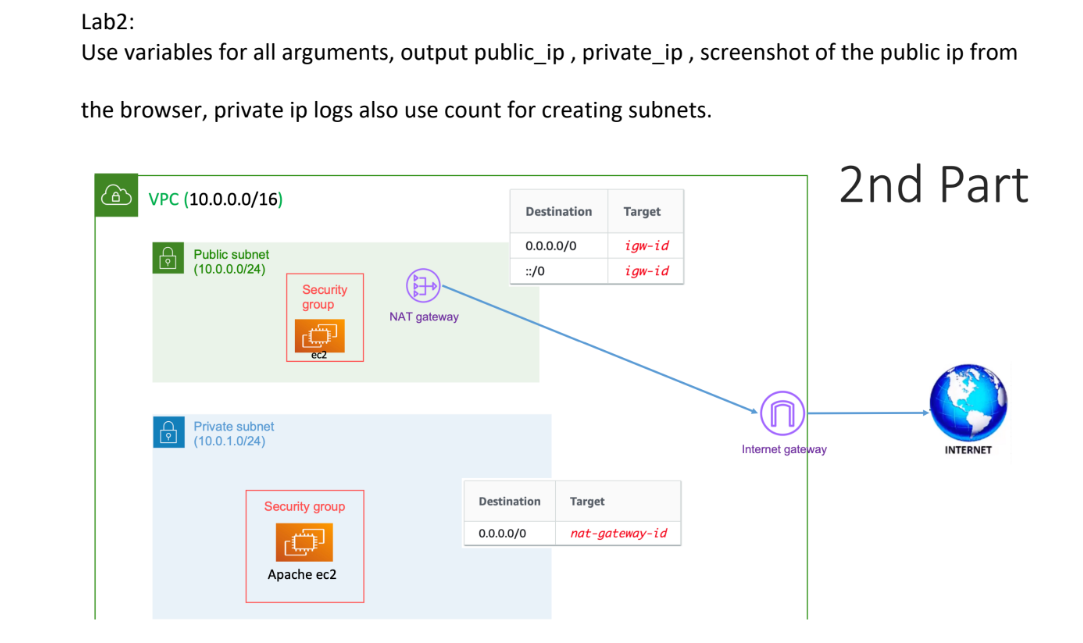 Lab2:
Use variables for all arguments, output public_ip , private_ip , screenshot of the public ip from
the browser, private ip logs also use count for creating subnets.
2nd Part
VPC (10.0.0.0/16)
Destination Target
0.0.0.0/0 igw-id
::/0 igw-id
Public subnet
(10.0.0.0/24)
Security
group
ec2
NAT gateway
Internet gateway
INTERNET
Private subnet
(10.0.1.0/24)
Security group
Apache ec2
Destination Target
0.0.0.0/0 nat-gateway-id